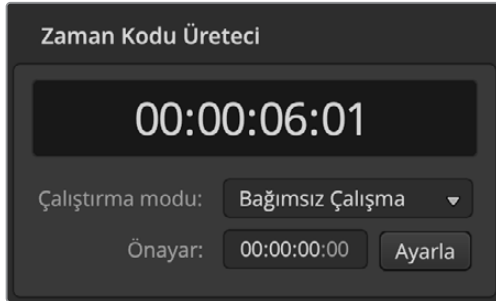 Zaman Kodu Üreteci
00:00:06:01
Çalıştırma modu: Bağımsız Çalışma
Önayar: 00:00:00:00 Ayarla